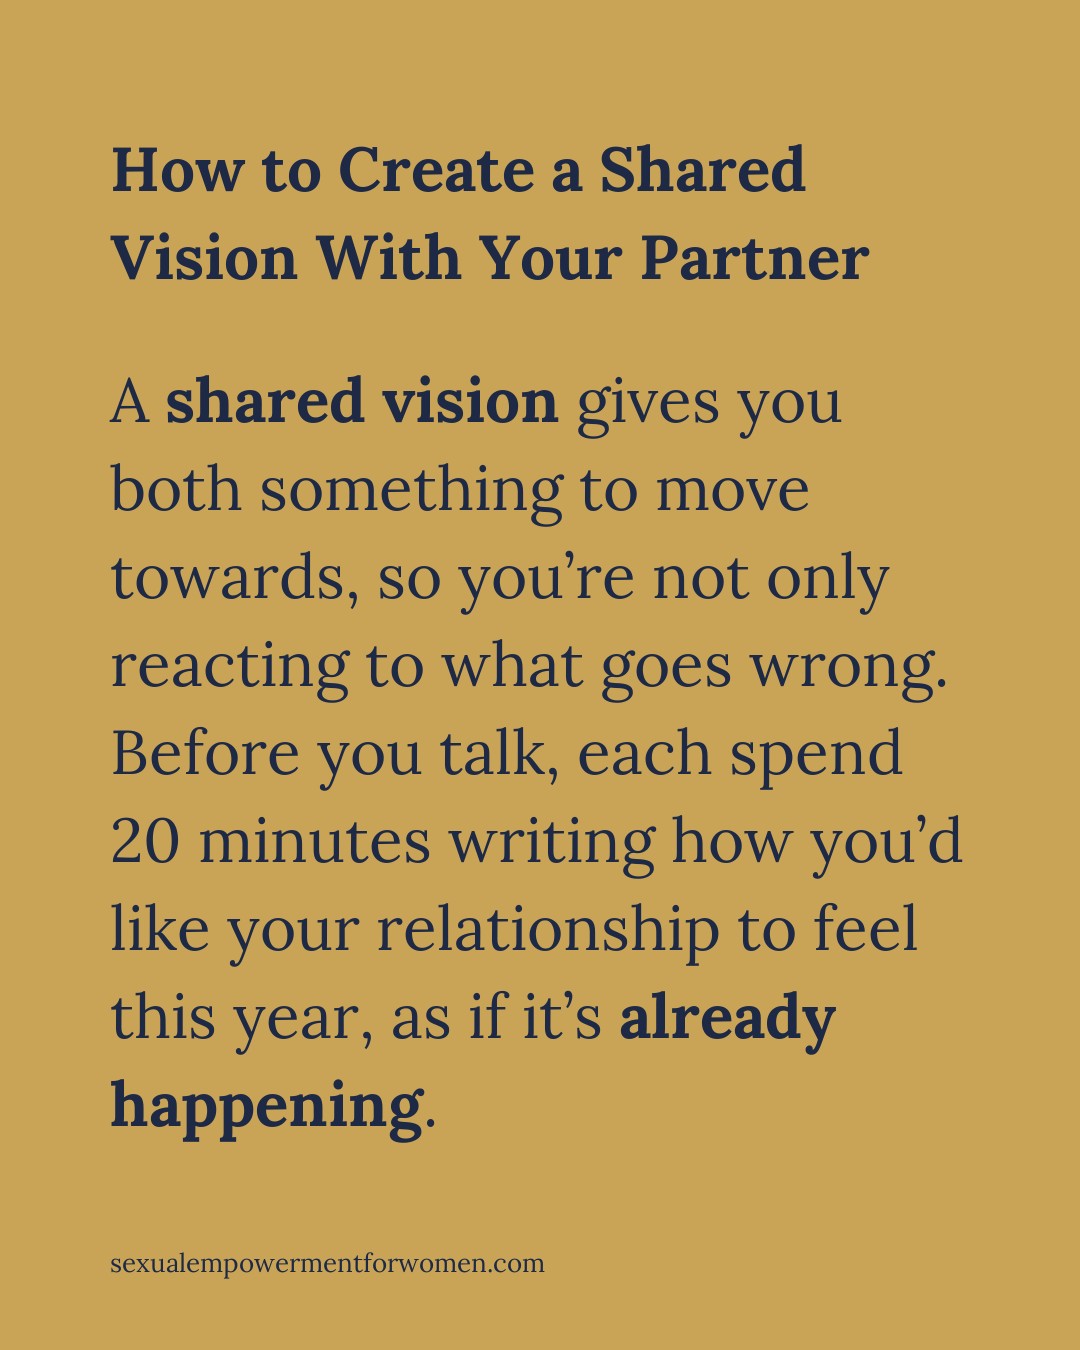 How to Create a Shared
Vision With Your Partner
A shared vision gives you
both something to move
towards, so you’re not only
reacting to what goes wrong.
Before you talk, each spend
20 minutes writing how you’d
like your relationship to feel
this year, as if it’s already
happening.
sexualempowermentforwomen.com